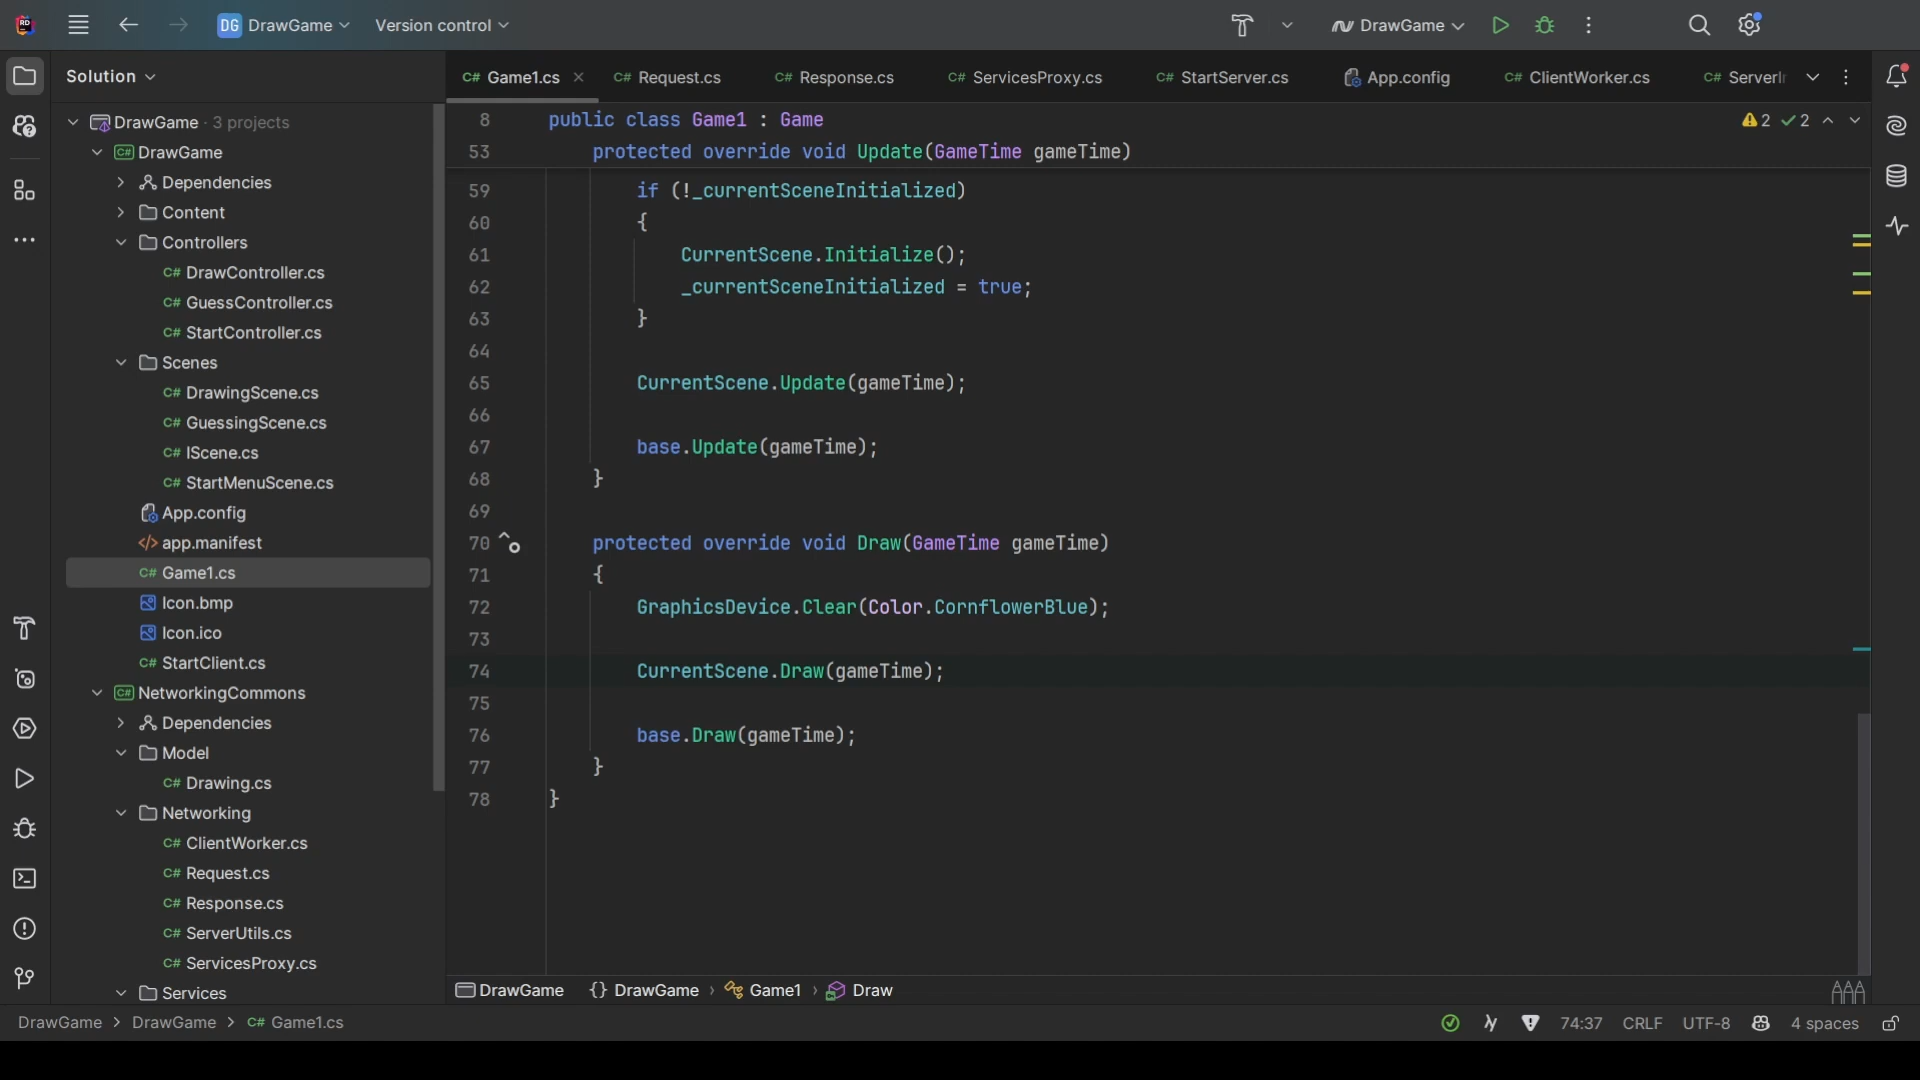 DG DrawGame
Version control
DrawGame
Solution
Game1.cs
Request.cs
Response.cs
ServicesProxy.cs
StartServer.cs
App.config
ClientWorker.cs
DrawGame · 3 projects
DrawGame
Dependencies
Content
Controllers
C# DrawController.cs
C# GuessController.cs
C# StartController.cs
Scenes
C# DrawingScene.cs
C# GuessingScene.cs
C# IScene.cs
C# StartMenuScene.cs
App.config
</> app.manifest
C# Game1.cs
Icon.bmp
Icon.ico
C# StartClient.cs
NetworkingCommons
Dependencies
Model
C# Drawing.cs
Networking
C# ClientWorker.cs
C# Request.cs
C# Response.cs
C# ServerUtils.cs
C# ServicesProxy.cs
Services
8 public class Game1 : Game
2 2
53 protected override void Update(GameTime gameTime)
59 if (!_currentSceneInitialized)
60 {
61 CurrentScene.Initialize();
62 _currentSceneInitialized = true;
63 }
64
65 CurrentScene.Update(gameTime);
66
67 base.Update(gameTime);
68 }
69
70 protected override void Draw(GameTime gameTime)
71 {
72 GraphicsDevice.Clear(Color.CornflowerBlue);
73
74 CurrentScene.Draw(gameTime);
75
76 base.Draw(gameTime);
77 }
78 }
DrawGame {} DrawGame › Game1 › Draw
DrawGame > DrawGame > C# Game1.cs
74:37 CRLF UTF-8 4 spaces